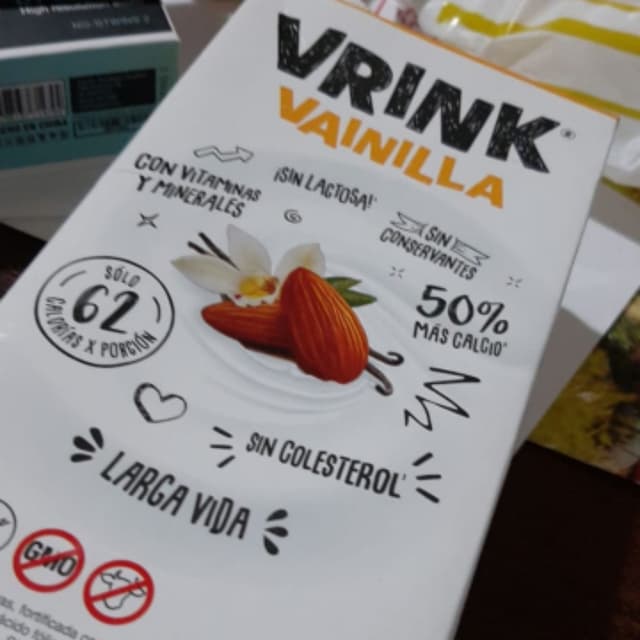 VRINK®
VAINILLA
CON VITAMINAS
Y MINERALES
¡SIN LACTOSA!
SIN
CONSERVANTES
SÓLO
62
CALORÍAS X PORCIÓN
50%
MÁS CALCIO
SIN COLESTEROL
LARGA VIDA
GMO
fortificada